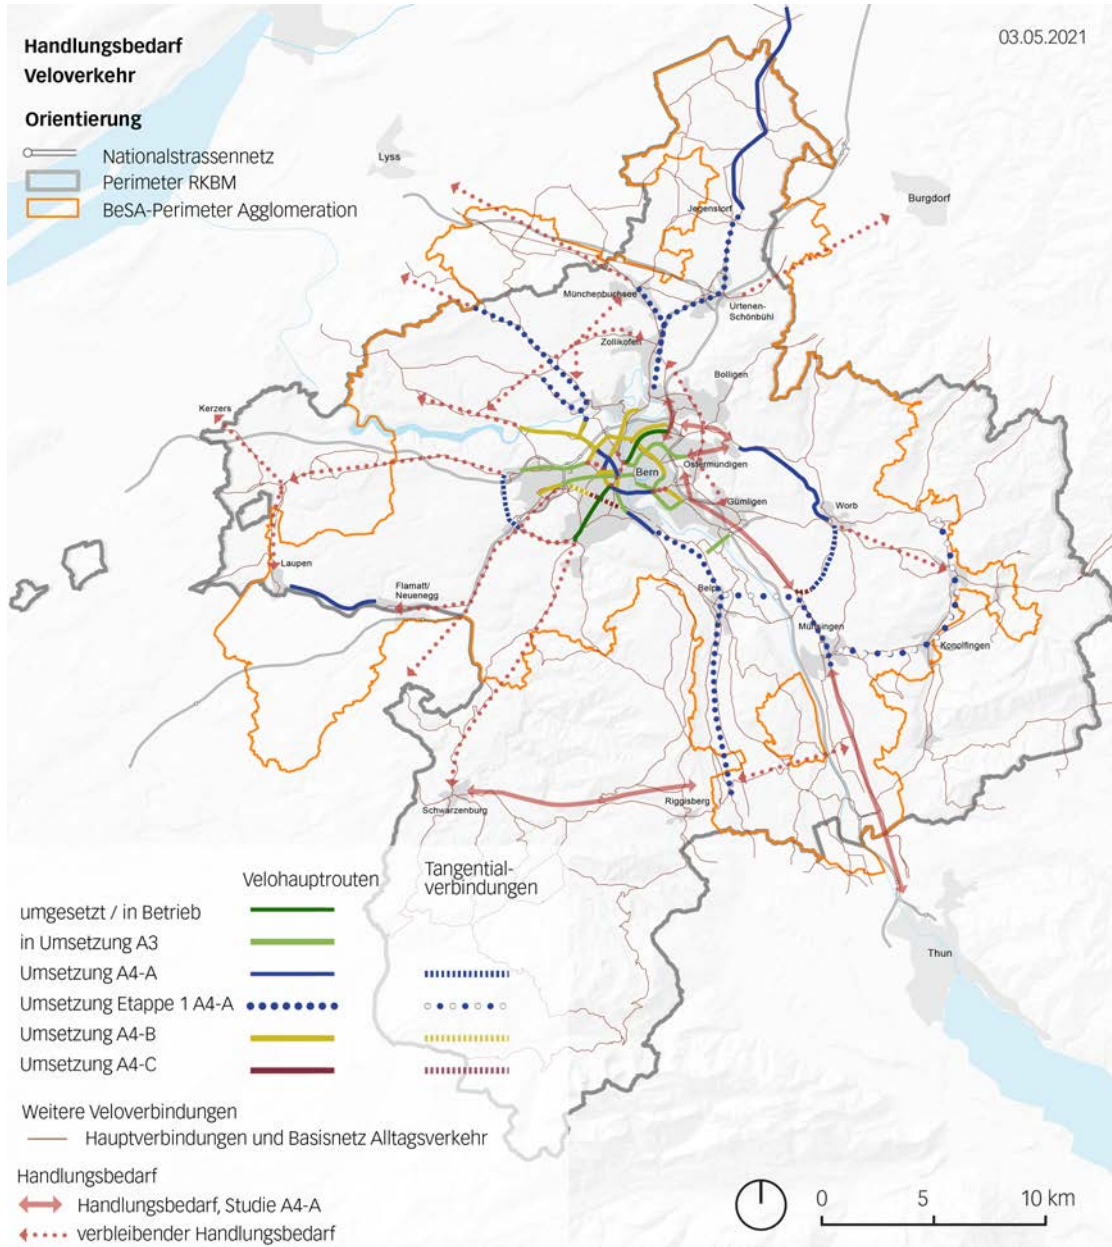 Handlungsbedarf
Veloverkehr
03.05.2021
Orientierung
Nationalstrassennetz
Perimeter RKBM
BeSA-Perimeter Agglomeration
Lyss
Burgdorf
Jegenstorf
Münchenbuchsee
Urtenen-
Schönbühl
Zollikofen
Bolligen
Kerzers
Ostermundigen
Bern
Gümligen
Worb
Laupen
Flamatt/
Neuenegg
Belp
Münsingen
Konolfingen
Schwarzenburg
Riggisberg
Thun
Velohauptrouten
Tangential-
verbindungen
umgesetzt / in Betrieb
in Umsetzung A3
Umsetzung A4-A
Umsetzung Etappe 1 A4-A
Umsetzung A4-B
Umsetzung A4-C
Weitere Veloverbindungen
Hauptverbindungen und Basisnetz Alltagsverkehr
Handlungsbedarf
Handlungsbedarf, Studie A4-A
verbleibender Handlungsbedarf
0 5 10 km